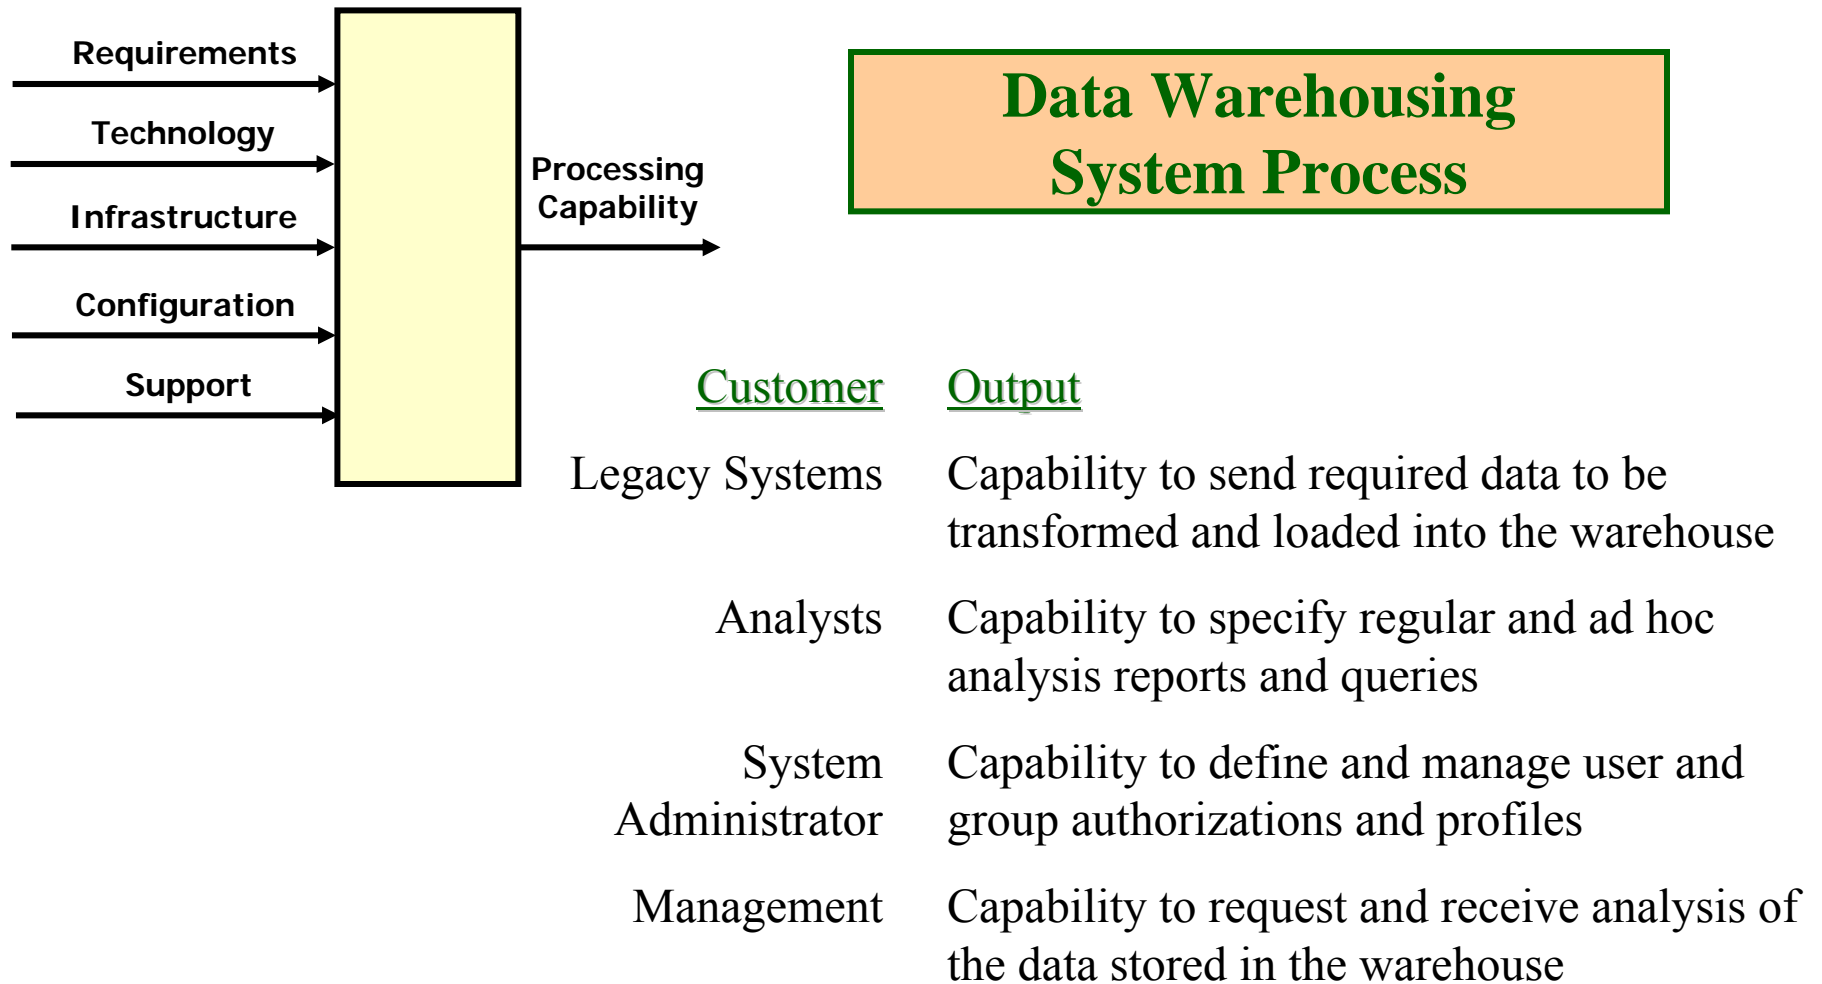 Requirements
Technology
Infrastructure
Configuration
Support
Processing
Capability
Data Warehousing
System Process
Customer Output
Legacy Systems Capability to send required data to be
transformed and loaded into the warehouse
Analysts Capability to specify regular and ad hoc
analysis reports and queries
System Capability to define and manage user and
Administrator group authorizations and profiles
Management Capability to request and receive analysis of
the data stored in the warehouse